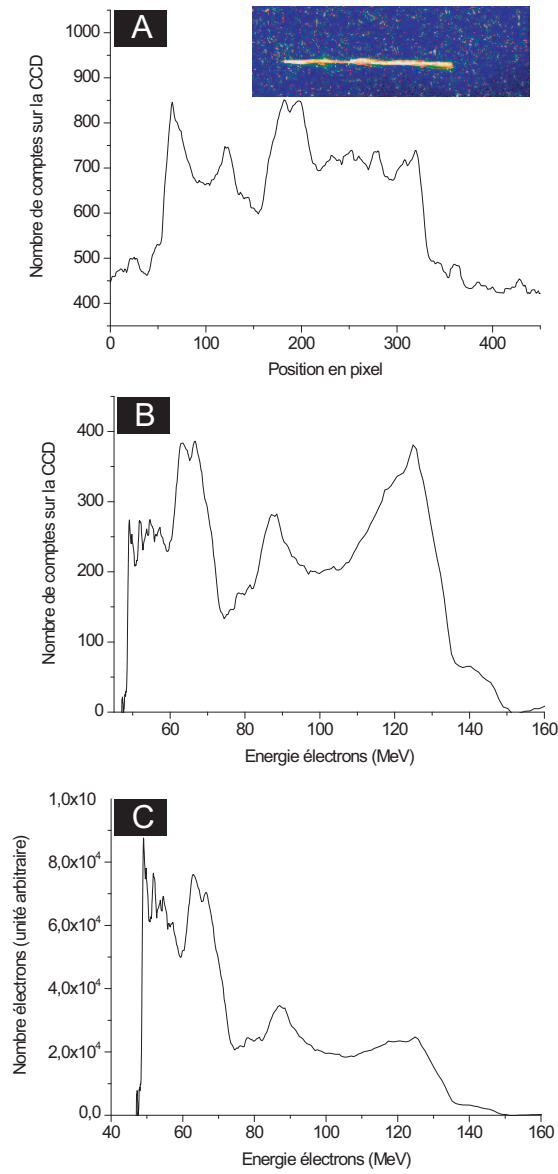 A
1000
900
800
700
600
500
400
0
100
200
300
400
Nombre de comptes sur la CCD
Position en pixel
B
400
300
200
100
0
60
80
100
120
140
160
Nombre de comptes sur la CCD
Energie électrons (MeV)
C
1,0x10
8,0x10⁴
6,0x10⁴
4,0x10⁴
2,0x10⁴
0,0
40
60
80
100
120
140
160
Nombre électrons (unité arbitraire)
Energie électrons (MeV)